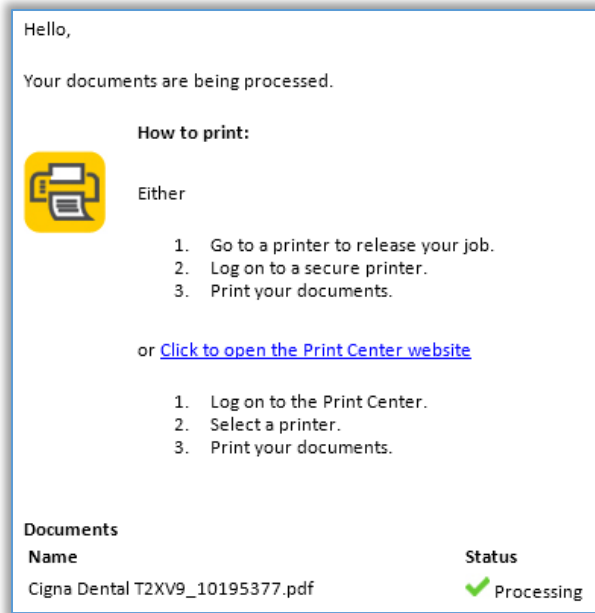 Hello,
Your documents are being processed.
How to print:
Either
1. Go to a printer to release your job.
2. Log on to a secure printer.
3. Print your documents.
or Click to open the Print Center website
1. Log on to the Print Center.
2. Select a printer.
3. Print your documents.
Documents
Name Status
Cigna Dental T2XV9_10195377.pdf Processing